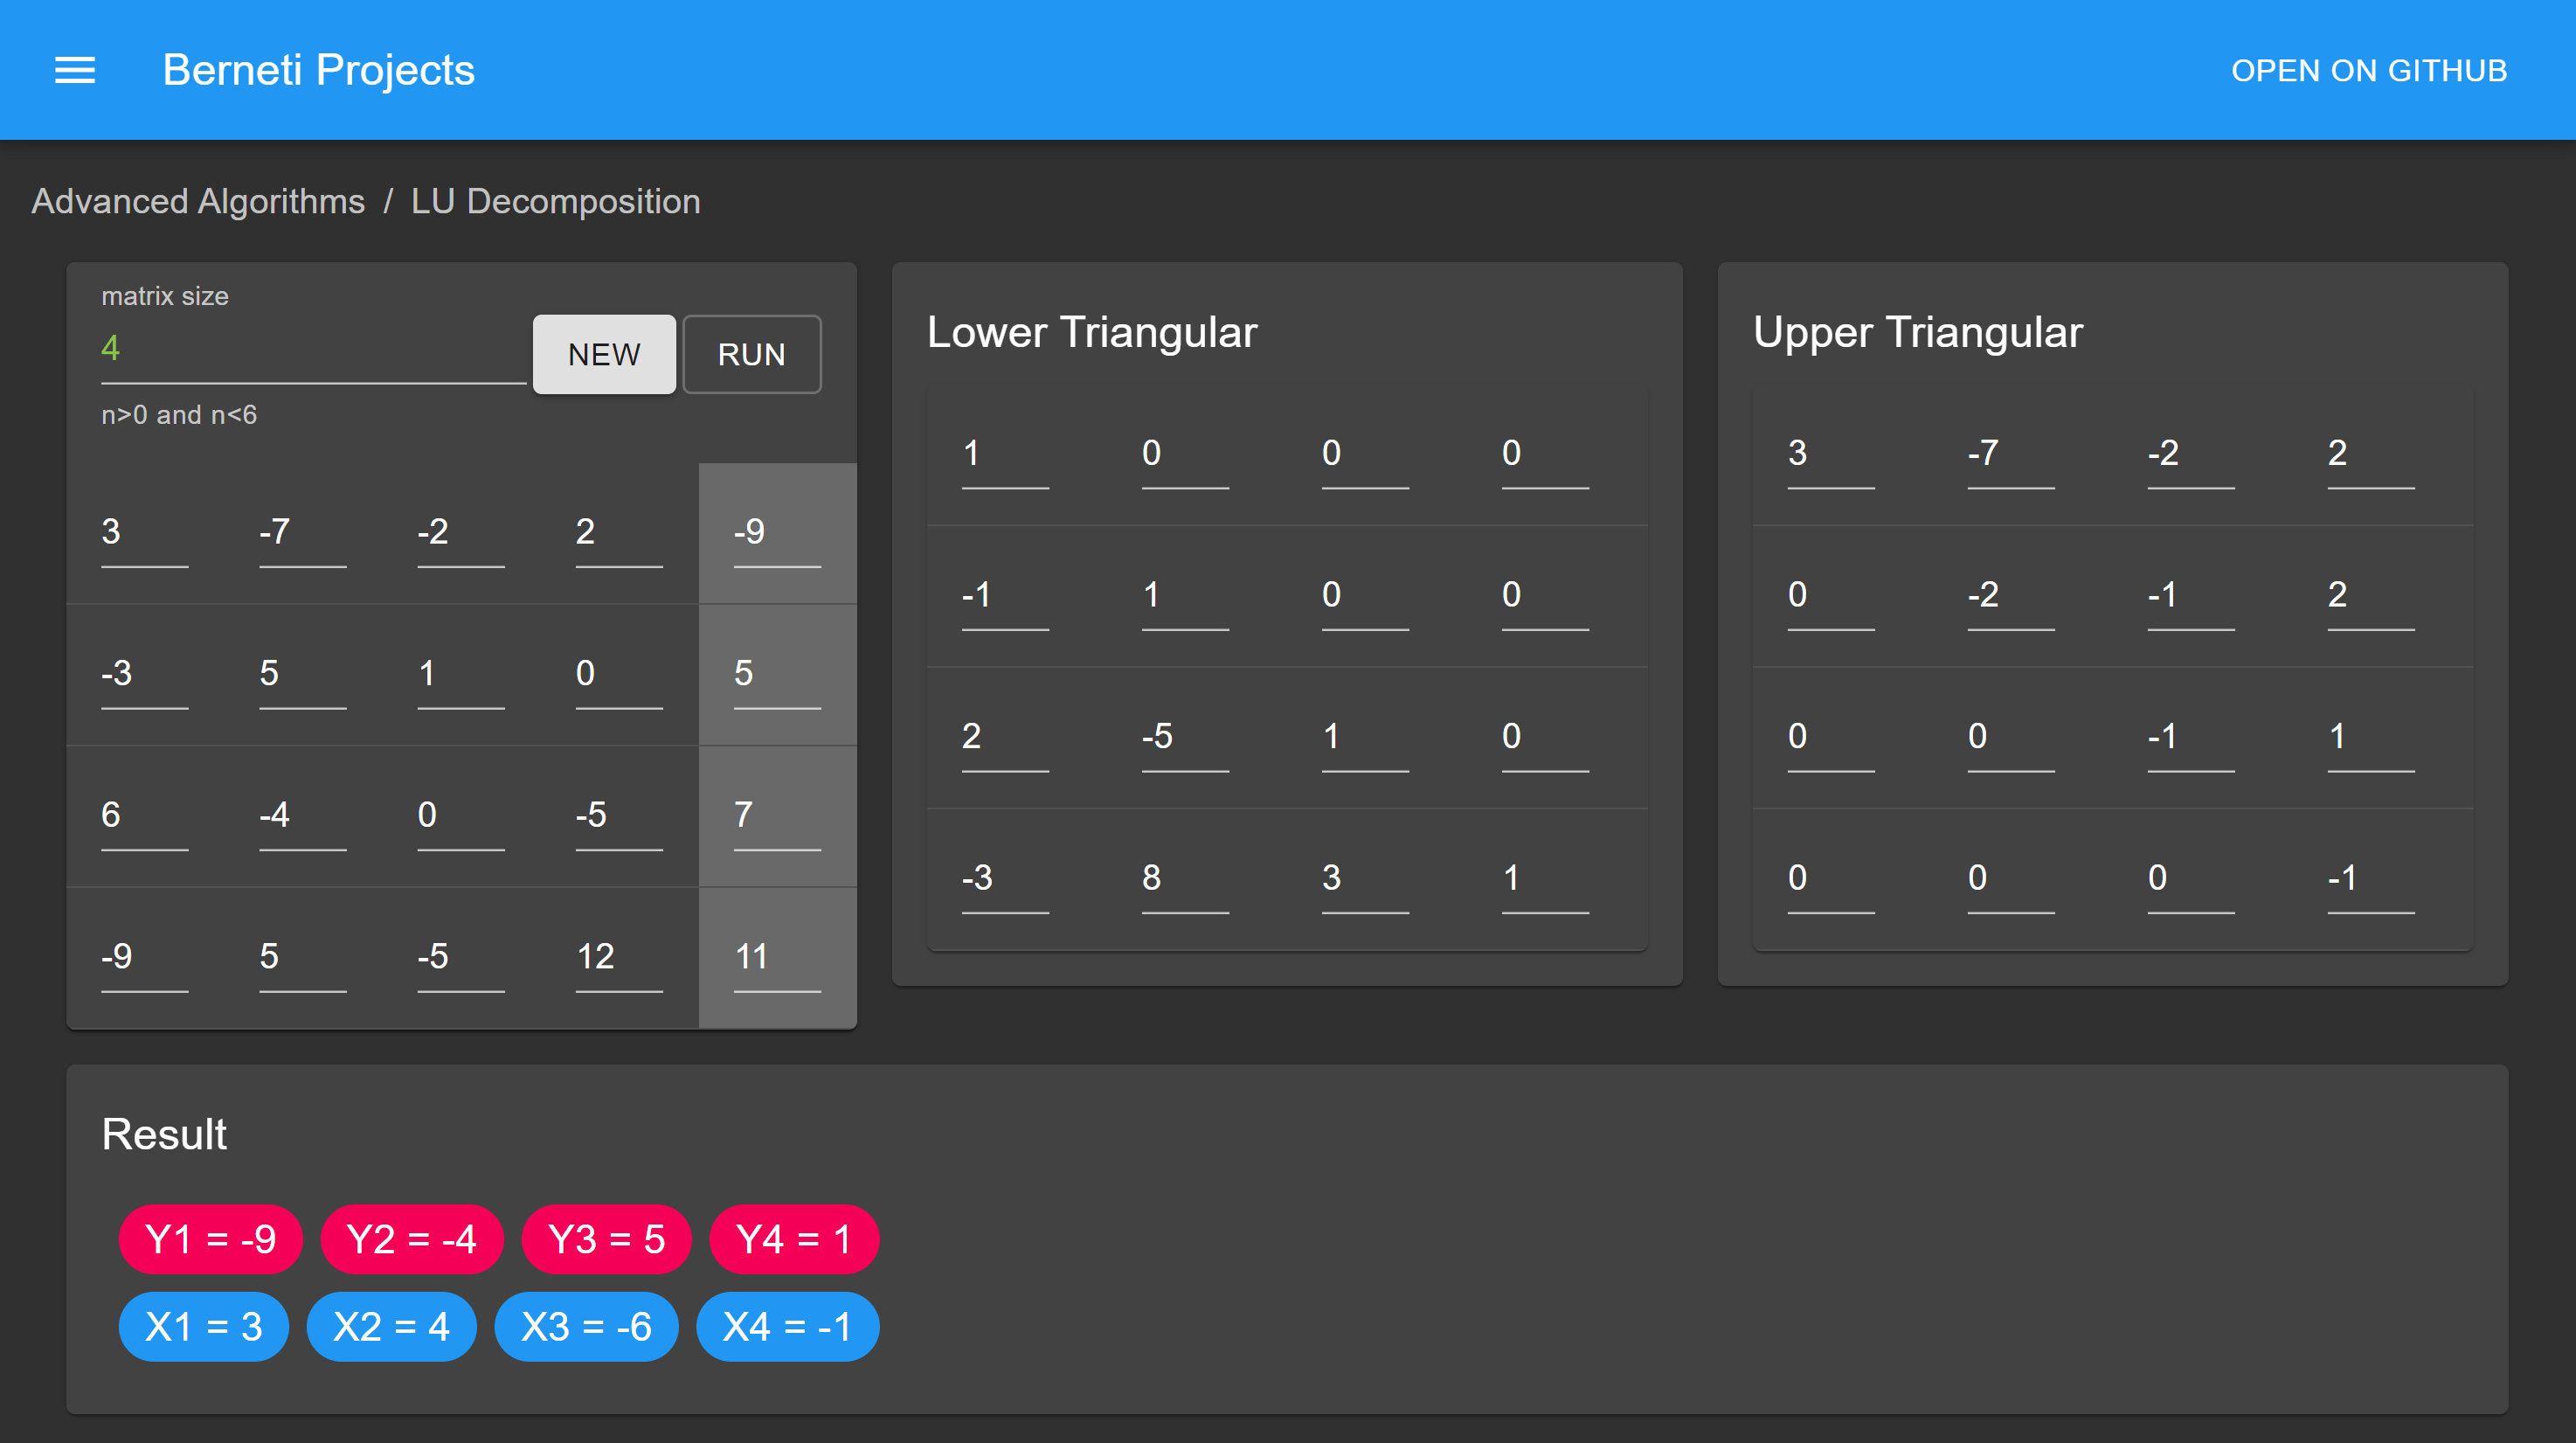 Berneti Projects OPEN ON GITHUB
Advanced Algorithms / LU Decomposition
matrix size
4
NEW RUN
n>0 and n<6
3 -7 -2 2 -9
-3 5 1 0 5
6 -4 0 -5 7
-9 5 -5 12 11
Lower Triangular
1 0 0 0
-1 1 0 0
2 -5 1 0
-3 8 3 1
Upper Triangular
3 -7 -2 2
0 -2 -1 2
0 0 -1 1
0 0 0 -1
Result
Y1 = -9 Y2 = -4 Y3 = 5 Y4 = 1
X1 = 3 X2 = 4 X3 = -6 X4 = -1